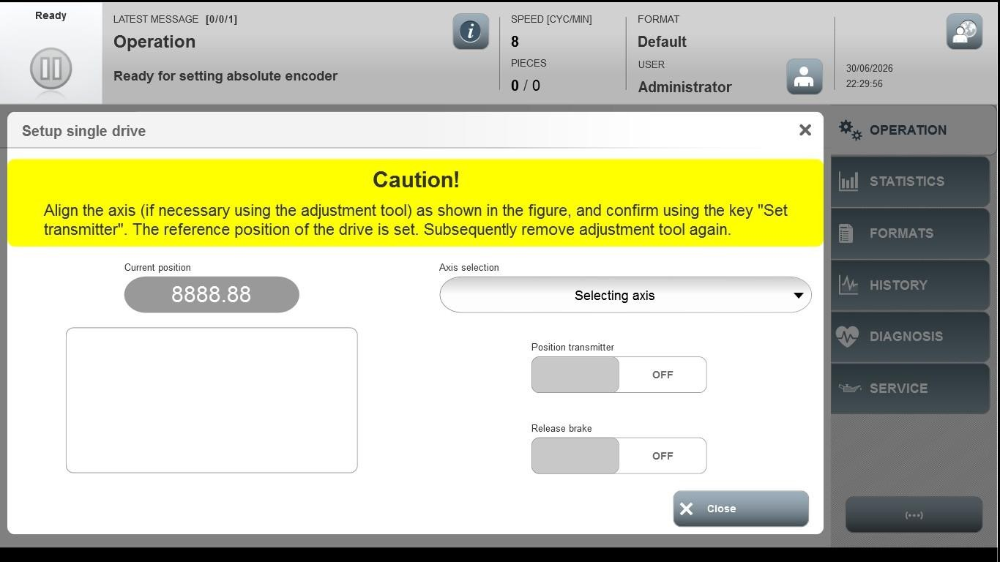 Ready
LATEST MESSAGE [0/0/1]
Operation
Ready for setting absolute encoder
i
SPEED [CYC/MIN]
8
PIECES
0 / 0
FORMAT
Default
USER
Administrator
30/06/2026
22:29:56
Setup single drive
Caution!
Align the axis (if necessary using the adjustment tool) as shown in the figure, and confirm using the key "Set
transmitter". The reference position of the drive is set. Subsequently remove adjustment tool again.
Current position
8888.88
Axis selection
Selecting axis
Position transmitter
OFF
Release brake
OFF
Close
OPERATION
STATISTICS
FORMATS
HISTORY
DIAGNOSIS
SERVICE
(•••)